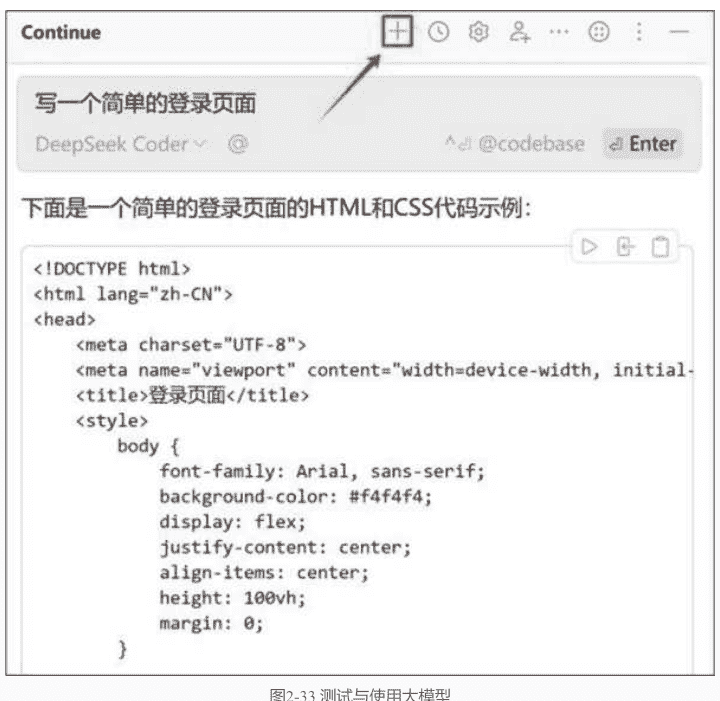 Continue
写一个简单的登录页面
DeepSeek Coder @ ^⏎ @codebase ⏎ Enter
下面是一个简单的登录页面的HTML和CSS代码示例：
<!DOCTYPE html>
<html lang="zh-CN">
<head>
    <meta charset="UTF-8">
    <meta name="viewport" content="width=device-width, initial-
    <title>登录页面</title>
    <style>
        body {
            font-family: Arial, sans-serif;
            background-color: #f4f4f4;
            display: flex;
            justify-content: center;
            align-items: center;
            height: 100vh;
            margin: 0;
        }
图2-33 测试与使用大模型